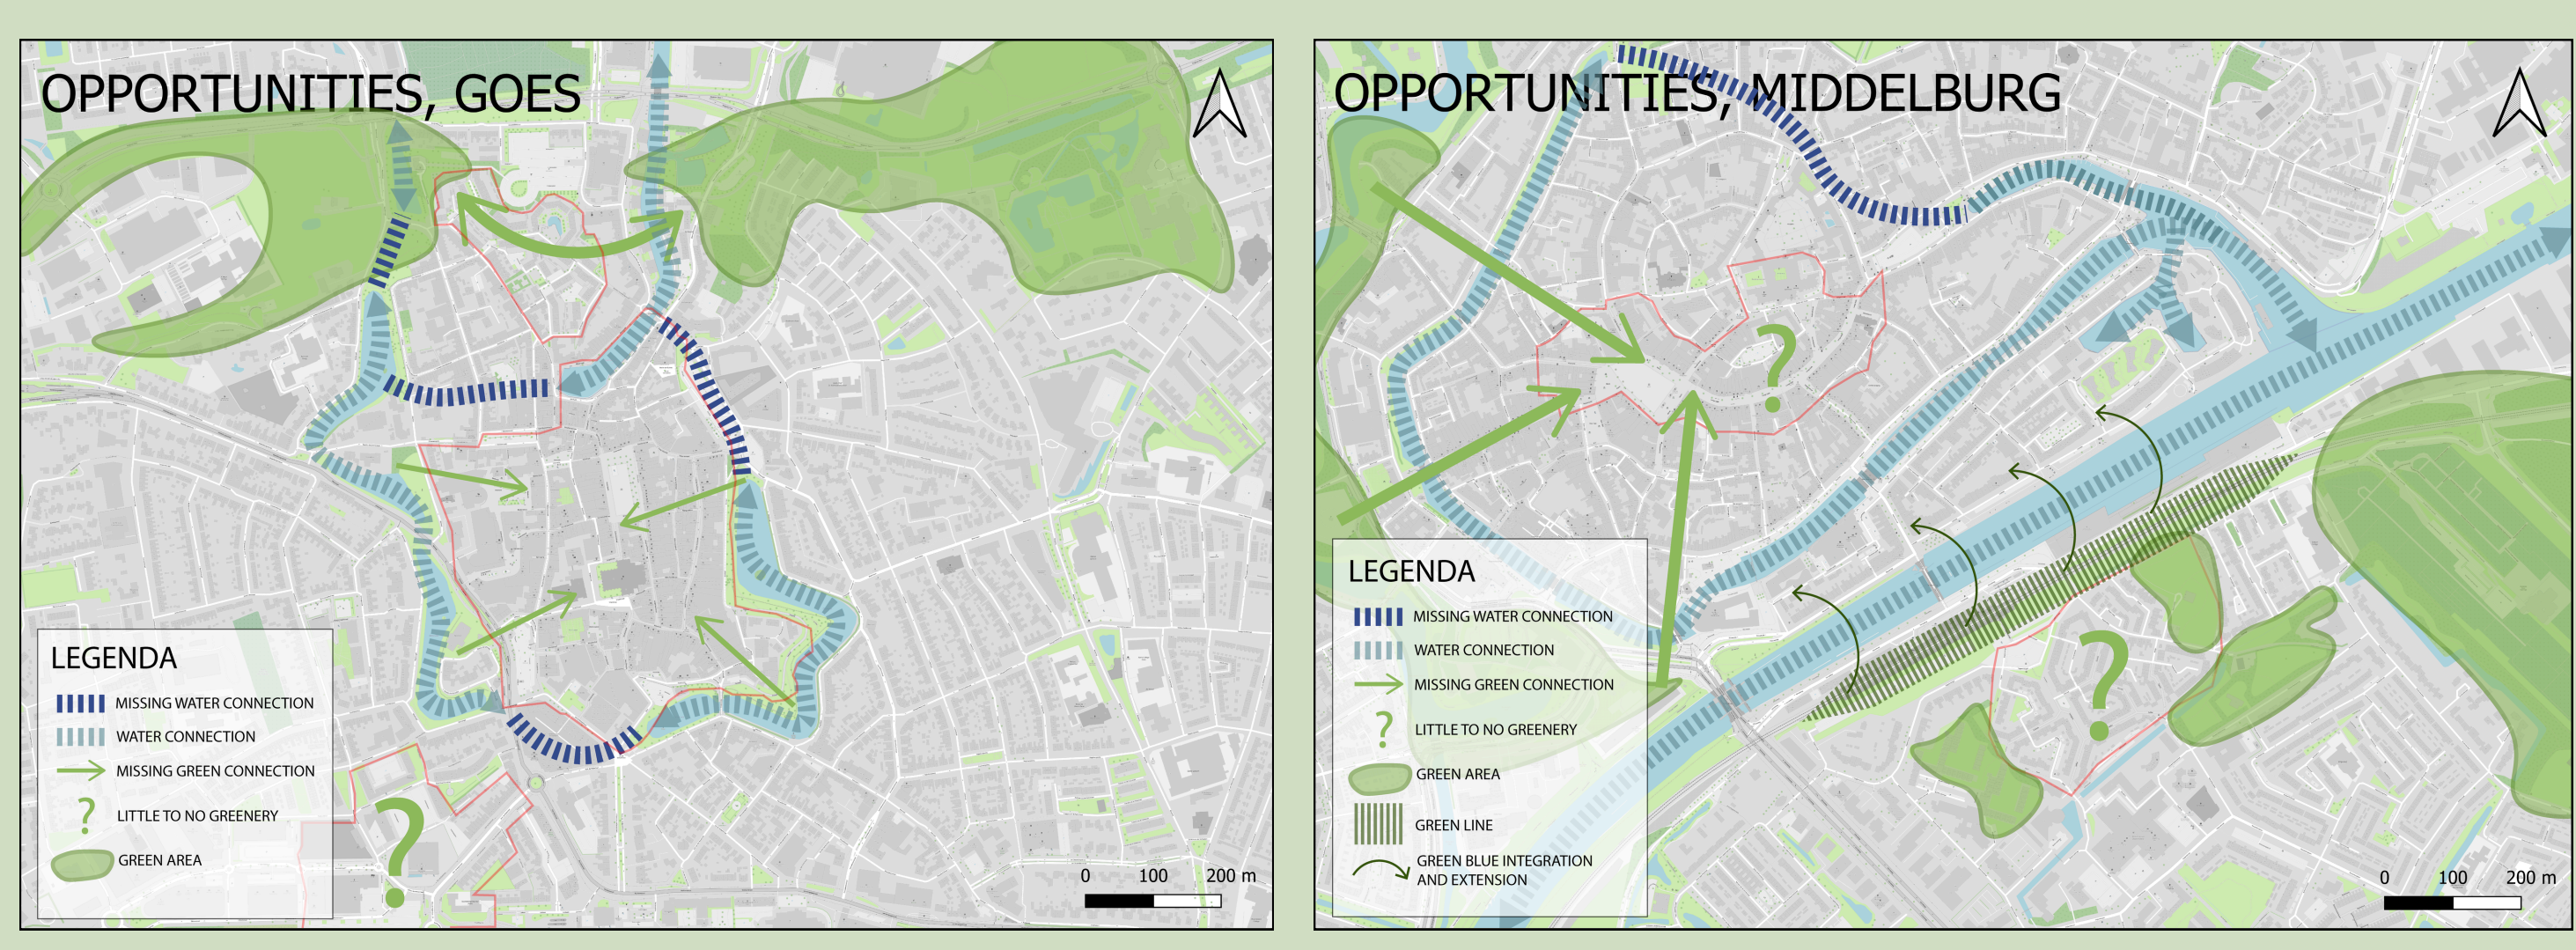 OPPORTUNITIES, GOES
LEGENDA
MISSING WATER CONNECTION
WATER CONNECTION
MISSING GREEN CONNECTION
?
LITTLE TO NO GREENERY
GREEN AREA
?
0 100 200 m
OPPORTUNITIES, MIDDELBURG
?
LEGENDA
MISSING WATER CONNECTION
WATER CONNECTION
MISSING GREEN CONNECTION
?
LITTLE TO NO GREENERY
GREEN AREA
GREEN LINE
GREEN BLUE INTEGRATION
AND EXTENSION
?
0 100 200 m